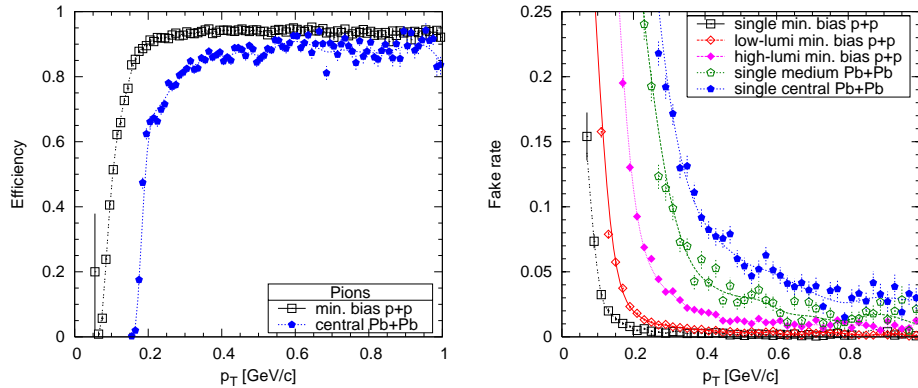 Efficiency
1
0.8
0.6
0.4
0.2
0
0 0.2 0.4 0.6 0.8 1
p_T [GeV/c]
Pions
min. bias p+p
central Pb+Pb
Fake rate
0.25
0.20
0.15
0.10
0.05
0
0 0.2 0.4 0.6 0.8
p_T [GeV/c]
single min. bias p+p
low-lumi min. bias p+p
high-lumi min. bias p+p
single medium Pb+Pb
single central Pb+Pb